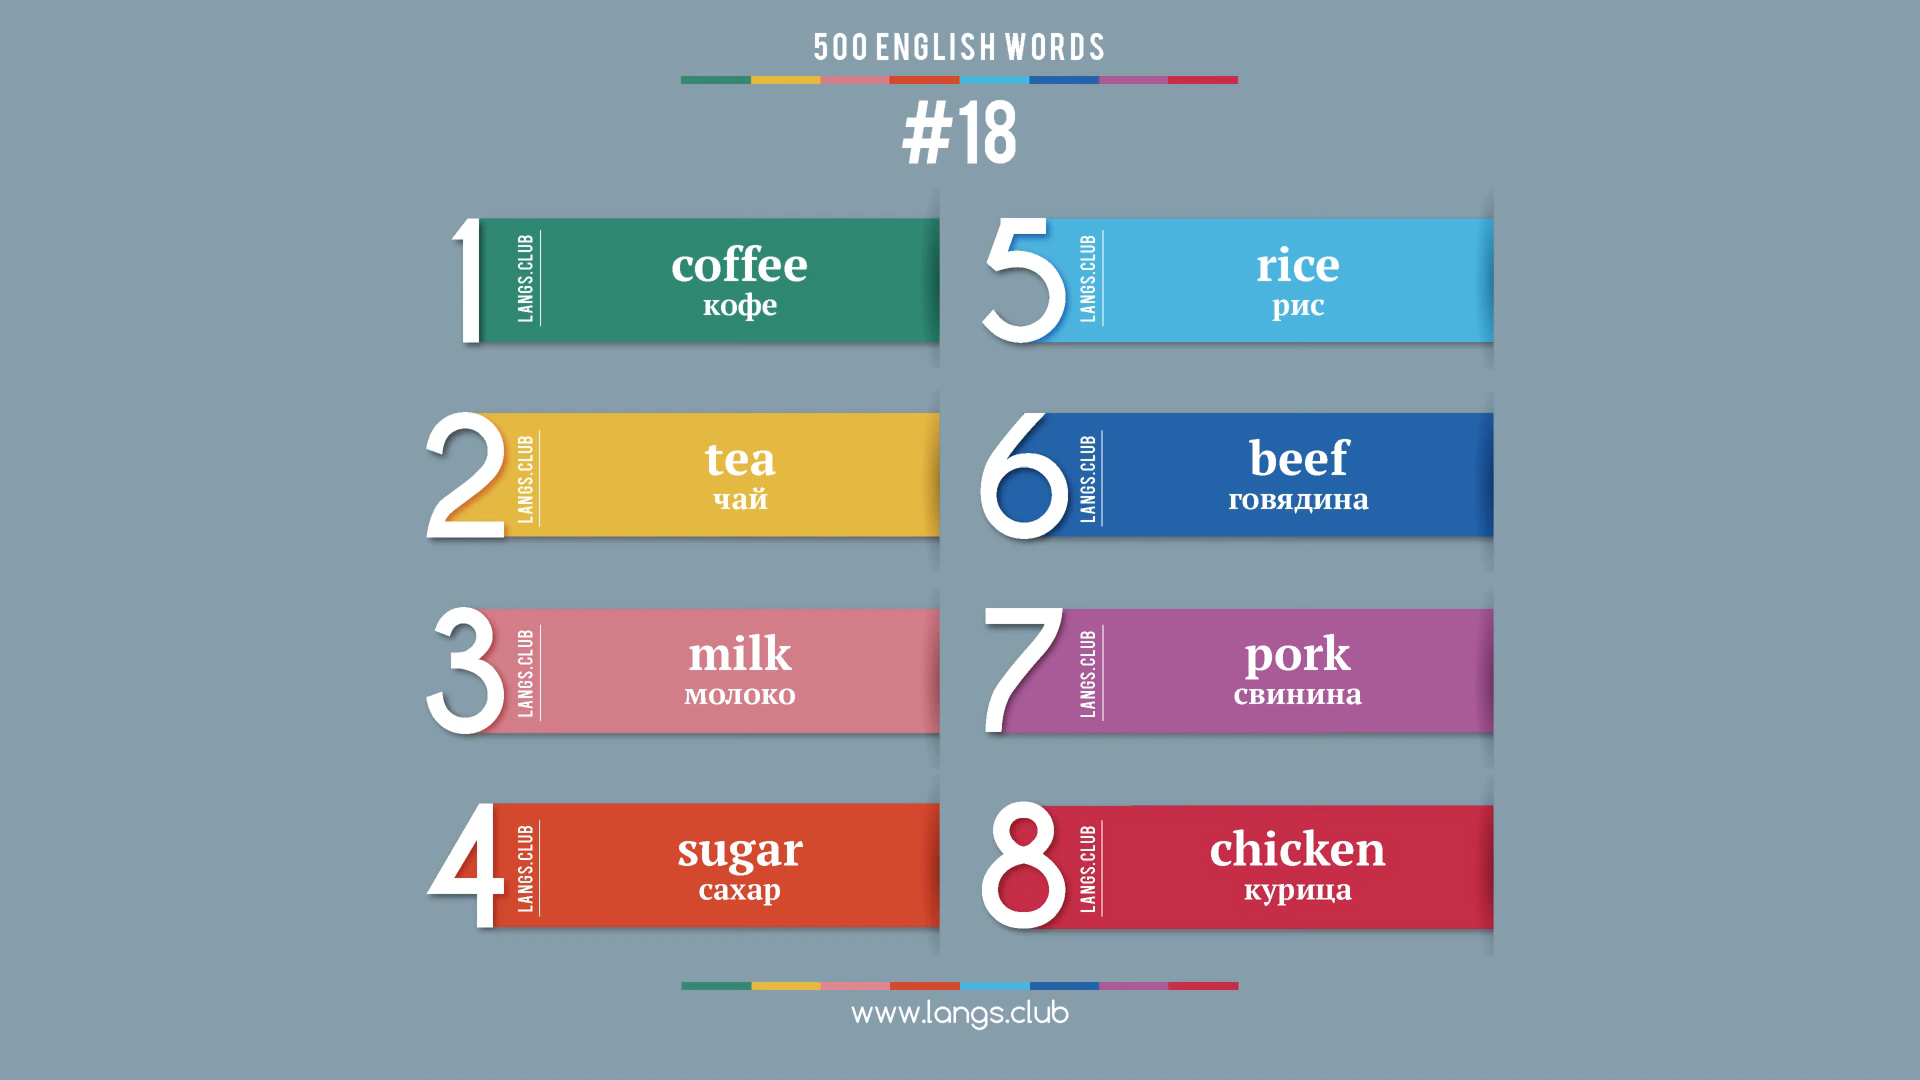 500 ENGLISH WORDS
#18
1
LANGS.CLUB
coffee
кофе
2
LANGS.CLUB
tea
чай
3
LANGS.CLUB
milk
молоко
4
LANGS.CLUB
sugar
сахар
5
LANGS.CLUB
rice
рис
6
LANGS.CLUB
beef
говядина
7
LANGS.CLUB
pork
свинина
8
LANGS.CLUB
chicken
курица
www.langs.club